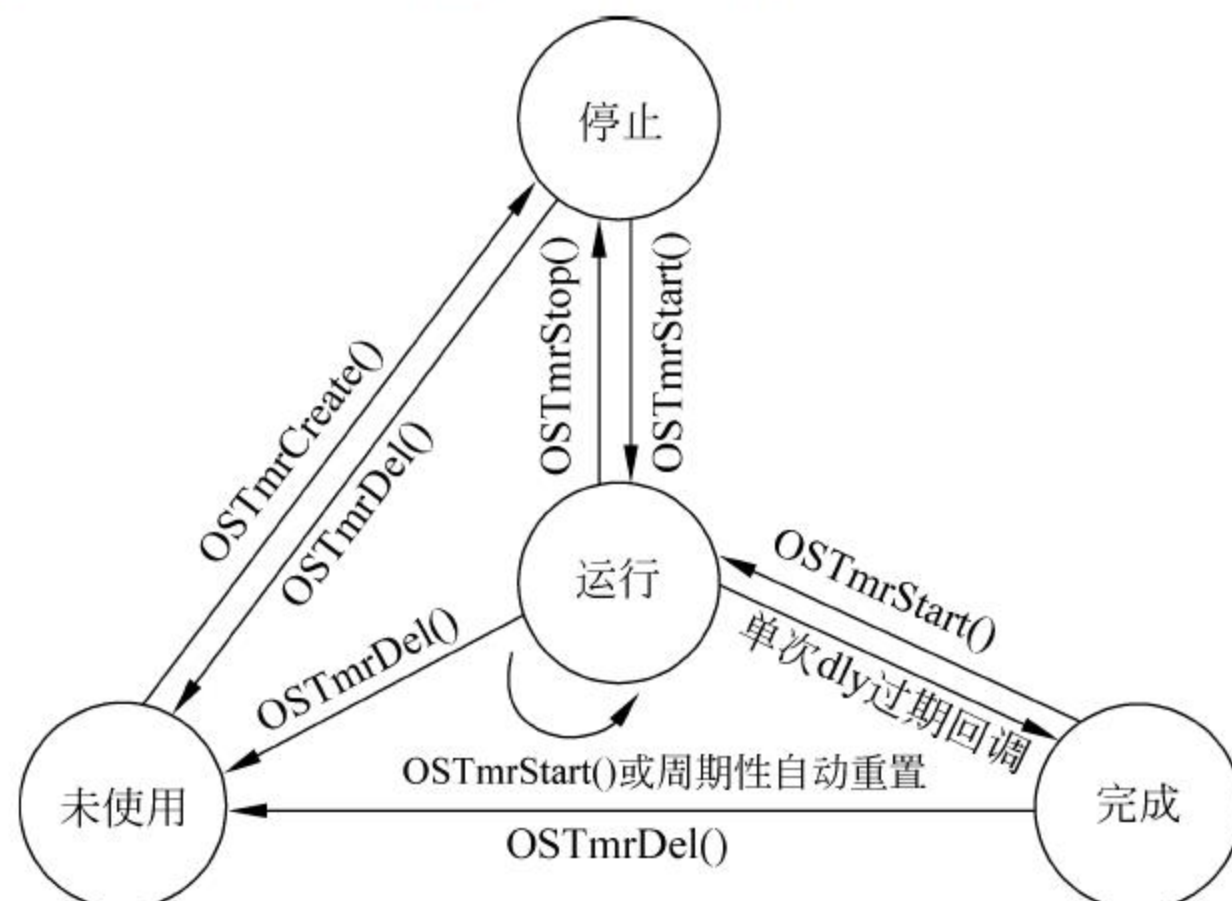 停止
OSTmrCreate()
OSTmrDel()
OSTmrStop()
OSTmrStart()
运行
OSTmrStart()
单次dly过期回调
OSTmrDel()
OSTmrStart()或周期性自动重置
未使用
OSTmrDel()
完成